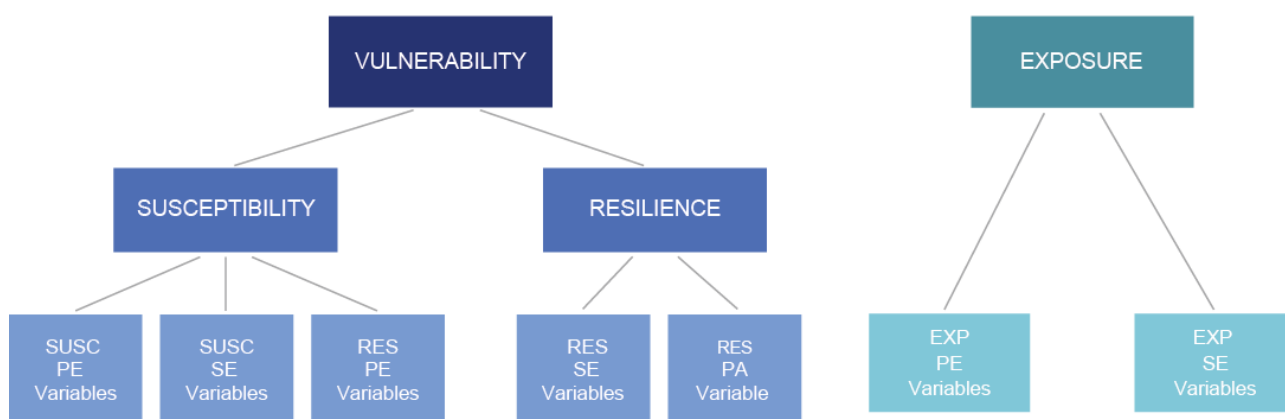 VULNERABILITY
EXPOSURE
SUSCEPTIBILITY
RESILIENCE
SUSC
PE
Variables
SUSC
SE
Variables
RES
PE
Variables
RES
SE
Variables
RES
PA
Variable
EXP
PE
Variables
EXP
SE
Variables